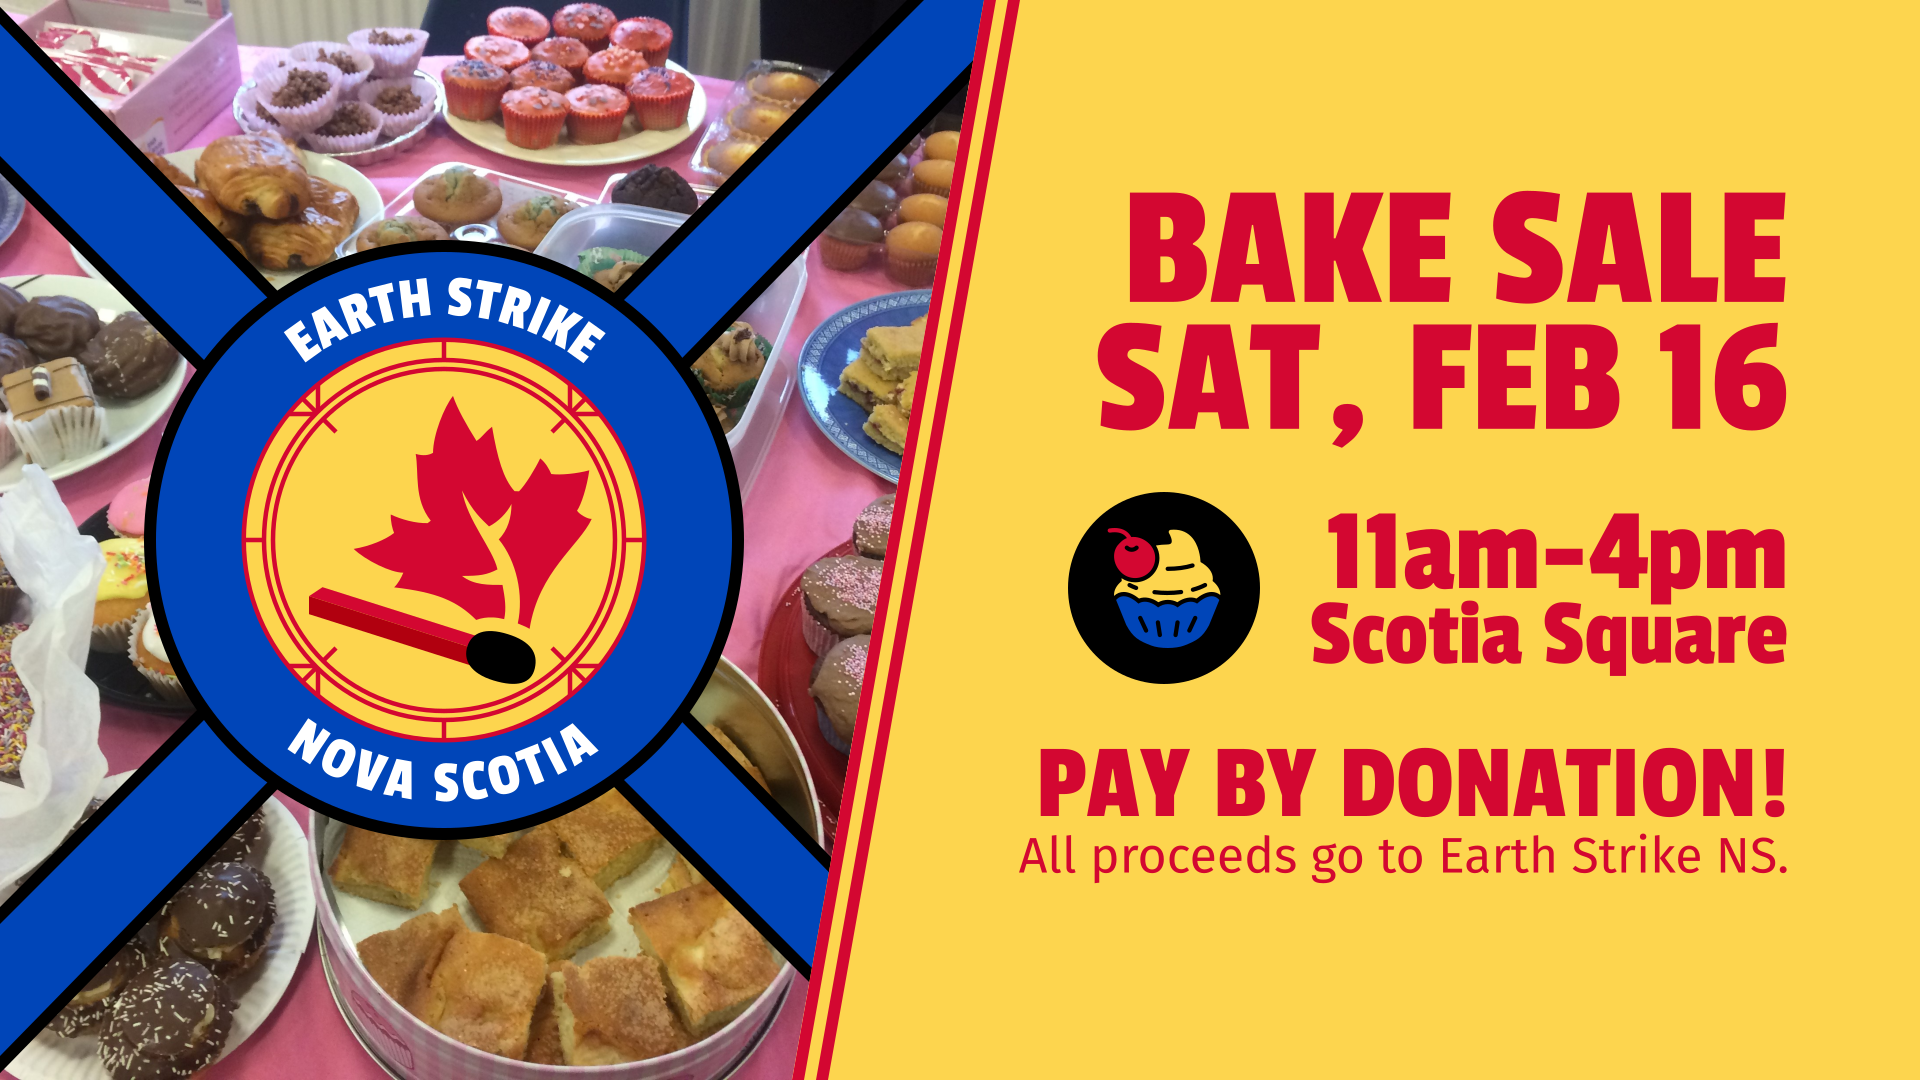 EARTH STRIKE
NOVA SCOTIA
BAKE SALE
SAT, FEB 16
11am-4pm
Scotia Square
PAY BY DONATION!
All proceeds go to Earth Strike NS.